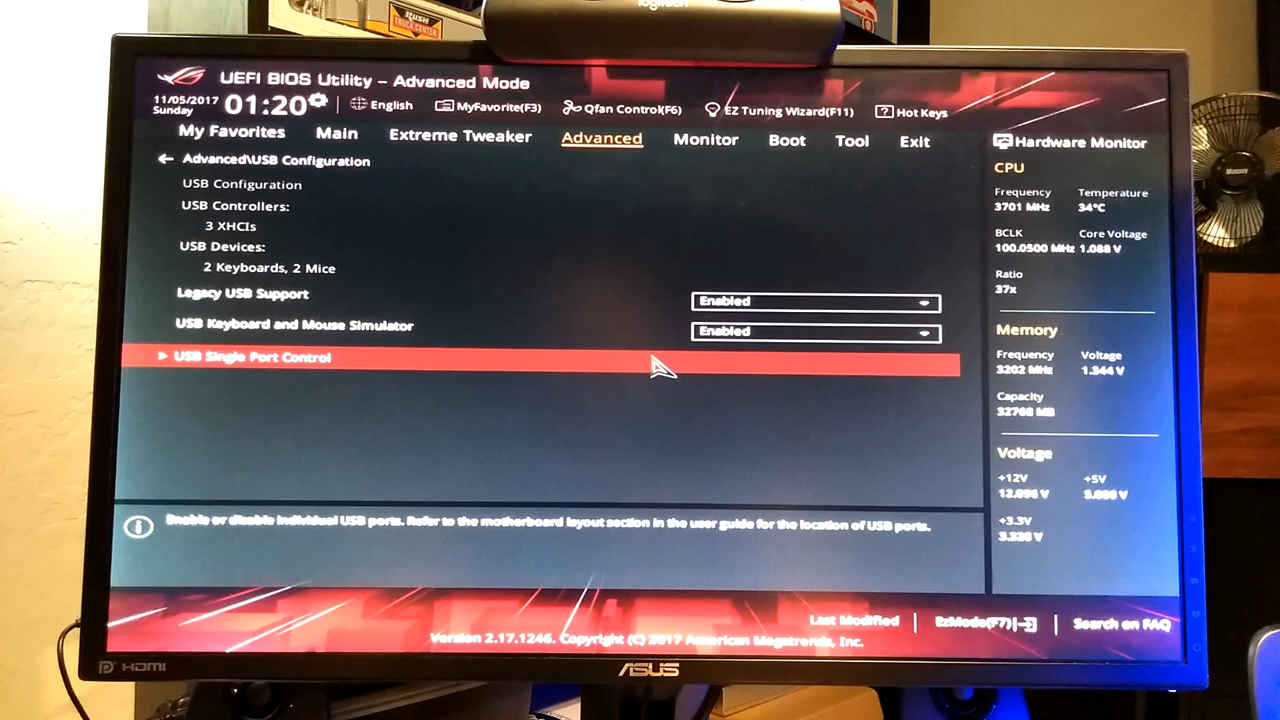 RUSH
TRUCK CENTER
logitech
UEFI BIOS Utility – Advanced Mode
11/05/2017
Sunday
01:20
English
MyFavorite(F3)
Qfan Control(F6)
EZ Tuning Wizard(F11)
? Hot Keys
My Favorites Main Extreme Tweaker Advanced Monitor Boot Tool Exit
Hardware Monitor
Advanced\USB Configuration
USB Configuration
USB Controllers:
3 XHCIs
USB Devices:
2 Keyboards, 2 Mice
Legacy USB Support Enabled
USB Keyboard and Mouse Simulator Enabled
> USB Single Port Control
Enable or disable individual USB ports. Refer to the motherboard layout section in the user guide for the location of USB ports.
CPU
Frequency Temperature
3701 MHz 34°C
BCLK Core Voltage
100.0500 MHz 1.088 V
Ratio
37x
Memory
Frequency Voltage
3202 MHz 1.344 V
Capacity
32768 MB
Voltage
+12V +5V
V V
+3.3V
V
Last Modified
EzMode(F7)
Search on FAQ
Version 2.17.1246. Copyright (C) 2017 American Megatrends, Inc.
HDMI
ASUS